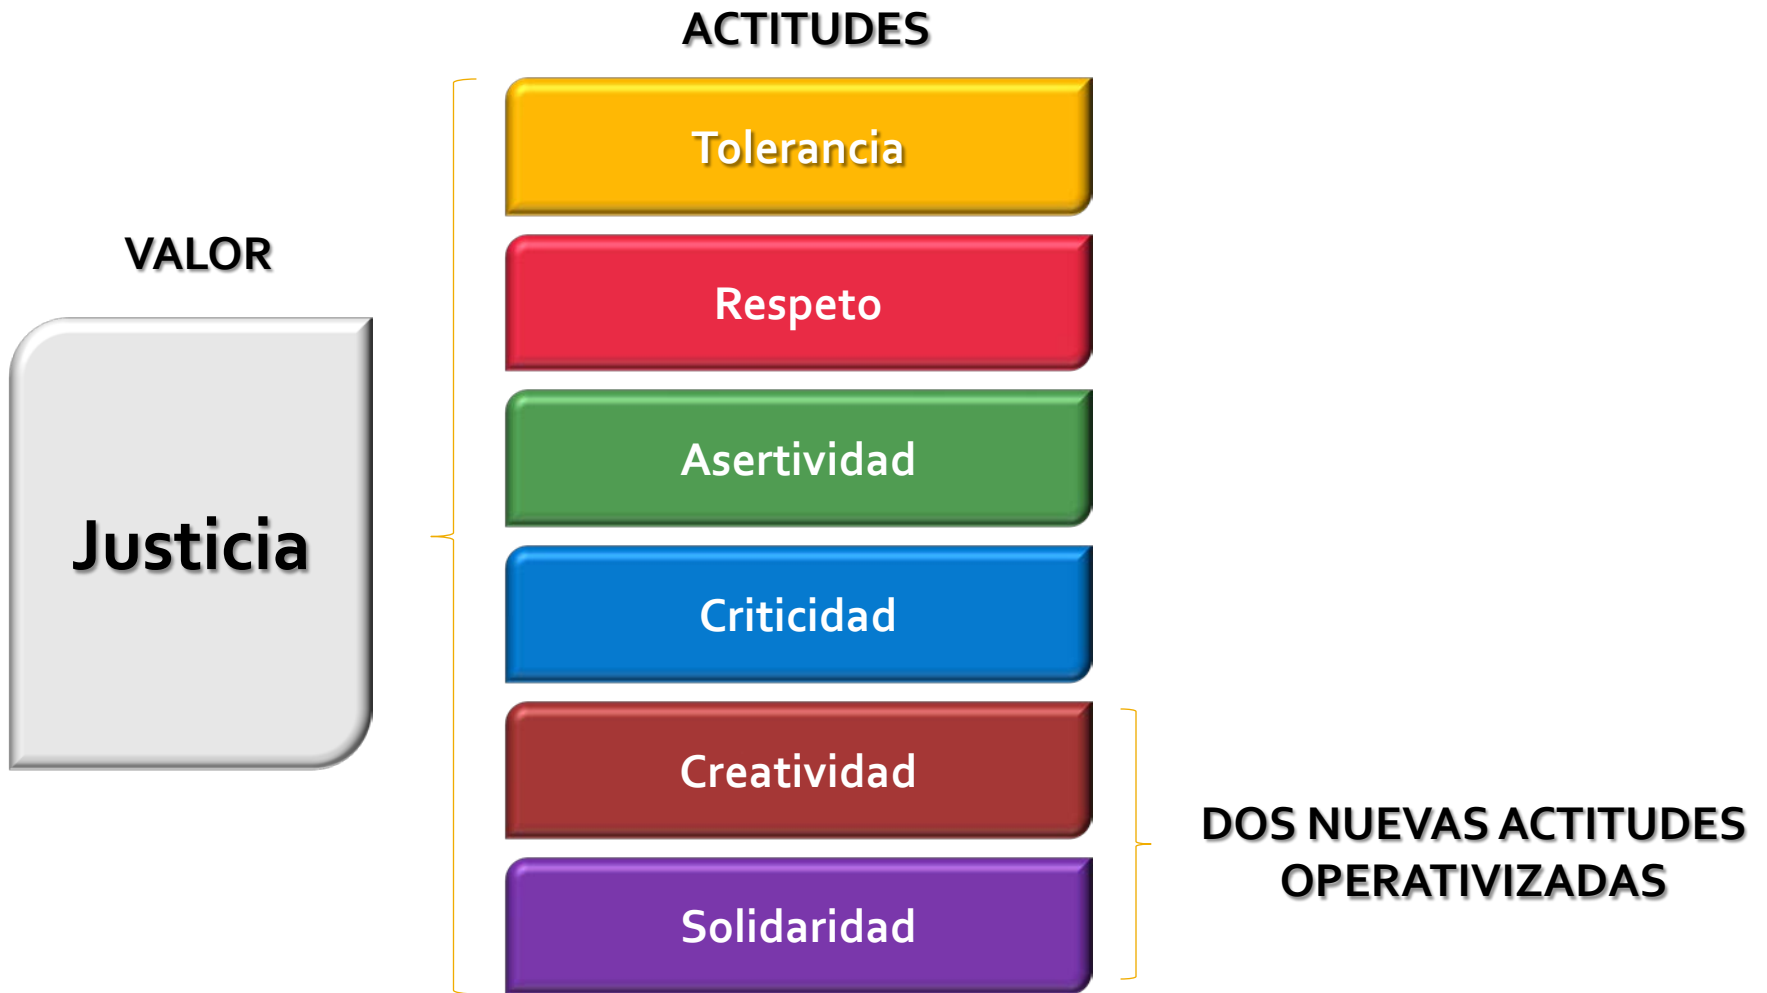 ACTITUDES
VALOR
Justicia
Tolerancia
Respeto
Asertividad
Criticidad
Creatividad
Solidaridad
DOS NUEVAS ACTITUDES
OPERATIVIZADAS